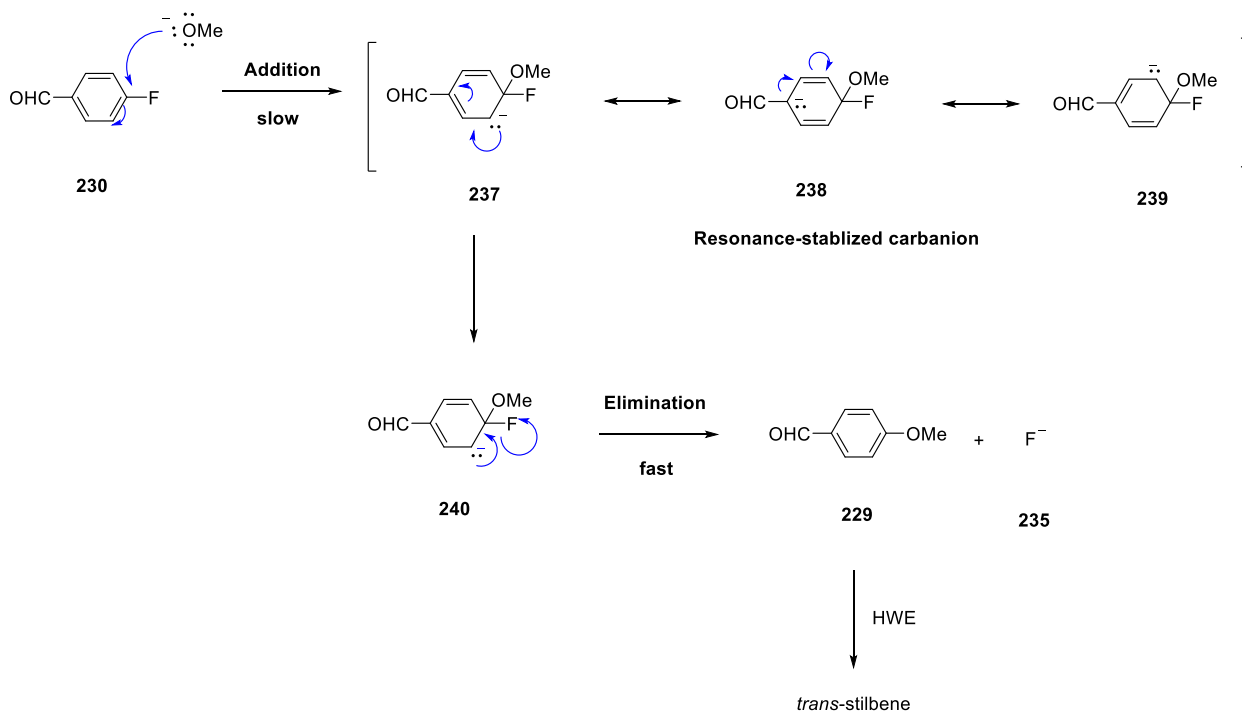 − :ÖMe
OHC F
Addition
slow
230
OHC OMe F −
237
OHC − OMe F
238
OHC − OMe F
239
Resonance-stablized carbanion
OHC OMe F −
240
Elimination
fast
OHC OMe
229
+
F−
235
HWE
trans-stilbene